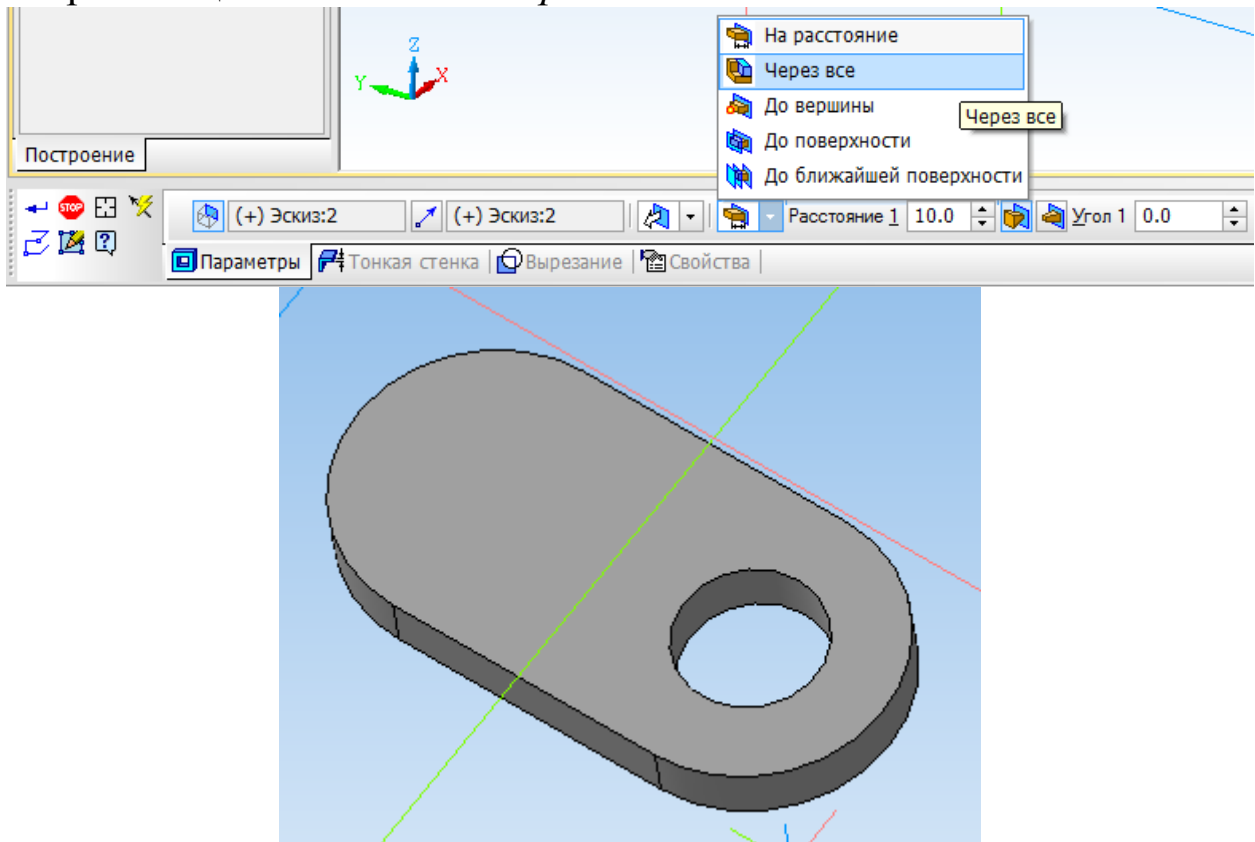 Z
Y X
Построение
На расстояние
Через все
До вершины
До поверхности
До ближайшей поверхности
Через все
(+) Эскиз:2 (+) Эскиз:2 Расстояние 1 10.0 Угол 1 0.0
STOP
Параметры Тонкая стенка Вырезание Свойства